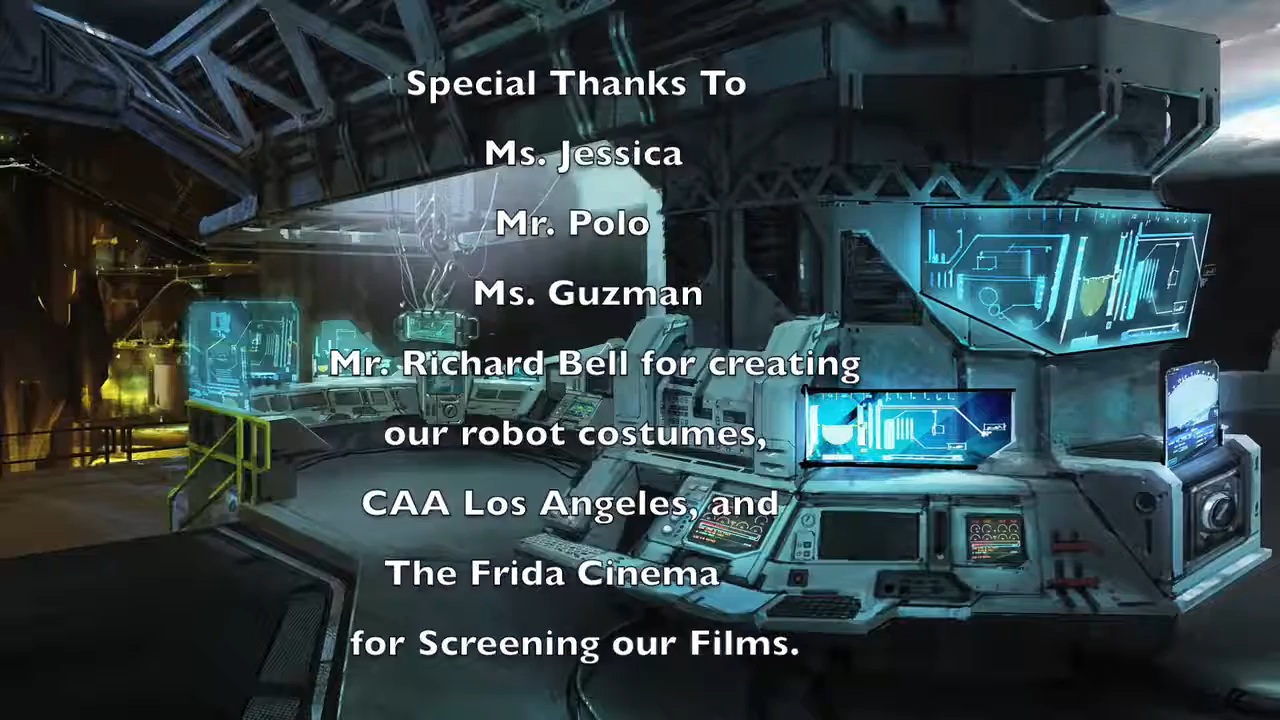 Special Thanks To
Ms. Jessica
Mr. Polo
Ms. Guzman
Mr. Richard Bell for creating
our robot costumes,
CAA Los Angeles, and
The Frida Cinema
for Screening our Films.